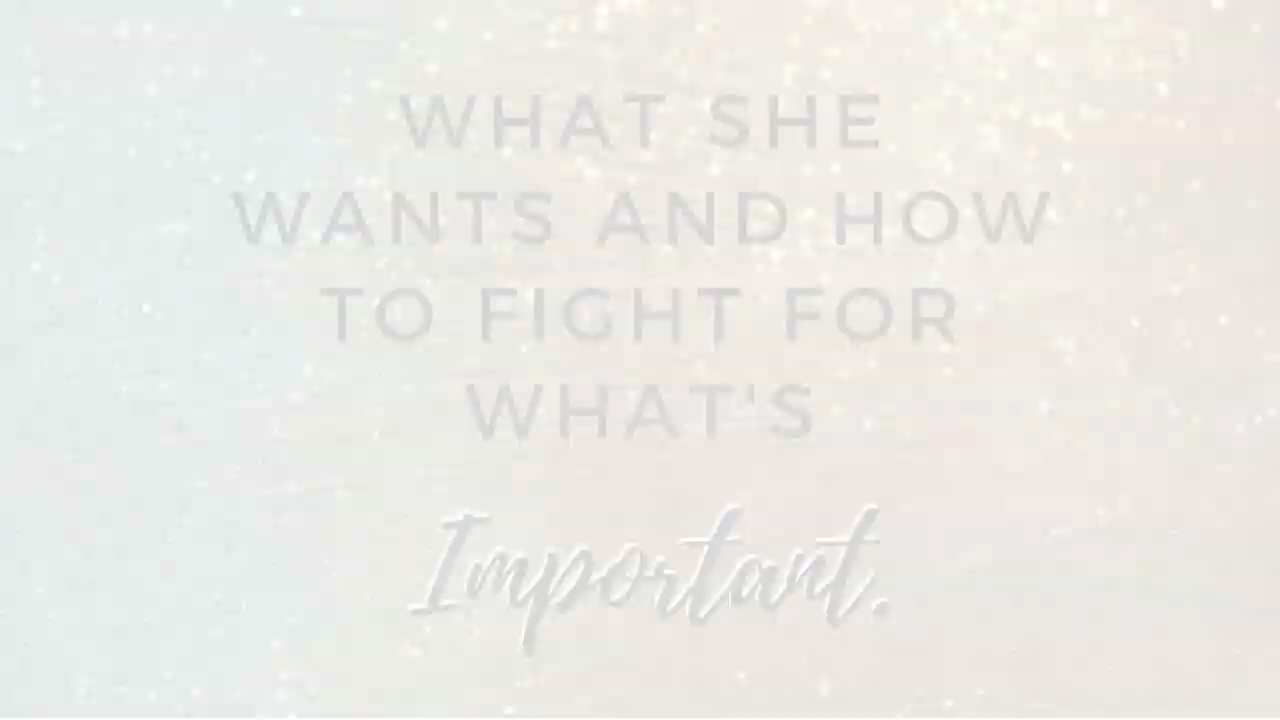 WHAT SHE
WANTS AND HOW
TO FIGHT FOR
WHAT'S
Important.